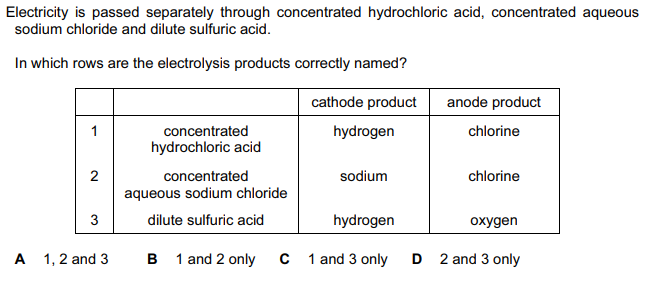 Electricity is passed separately through concentrated hydrochloric acid, concentrated aqueous
sodium chloride and dilute sulfuric acid.
In which rows are the electrolysis products correctly named?
cathode product anode product
1 concentrated hydrogen chlorine
hydrochloric acid
2 concentrated sodium chlorine
aqueous sodium chloride
3 dilute sulfuric acid hydrogen oxygen
A 1, 2 and 3 B 1 and 2 only C 1 and 3 only D 2 and 3 only